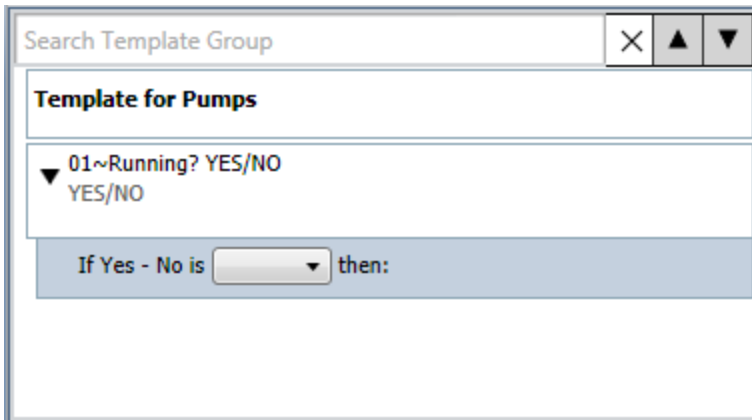 Search Template Group
Template for Pumps
01~Running? YES/NO
YES/NO
If Yes - No is then: